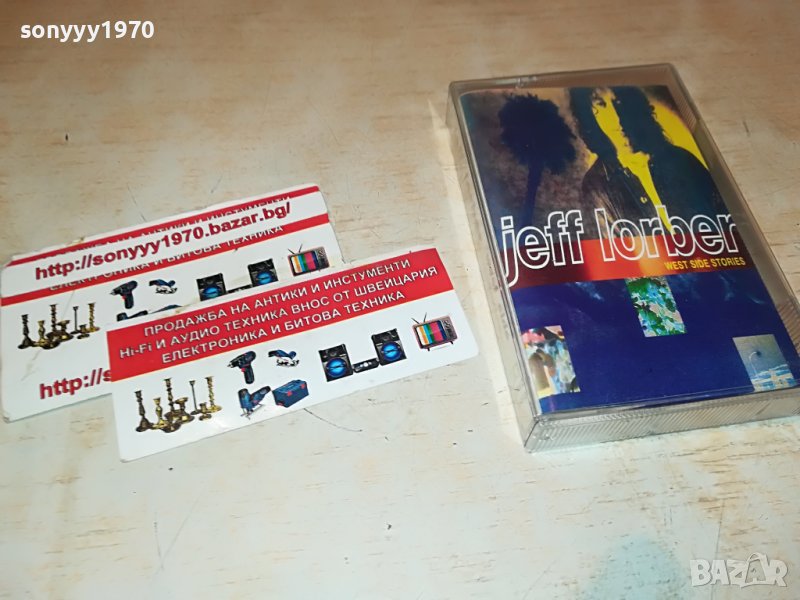 sonyyy1970
http://sonyyy1970.bazar.bg/
ЕЛЕКТРОНИКА И БИТОВА ТЕХНИКА
http://s
ПРОДАЖБА НА АНТИКИ И ИНСТУМЕНТИ
Hi-Fi И АУДИО ТЕХНИКА ВНОС ОТ ШВЕЙЦАРИЯ
ЕЛЕКТРОНИКА И БИТОВА ТЕХНИКА
jeff lorber
WEST SIDE STORIES
BAZAR